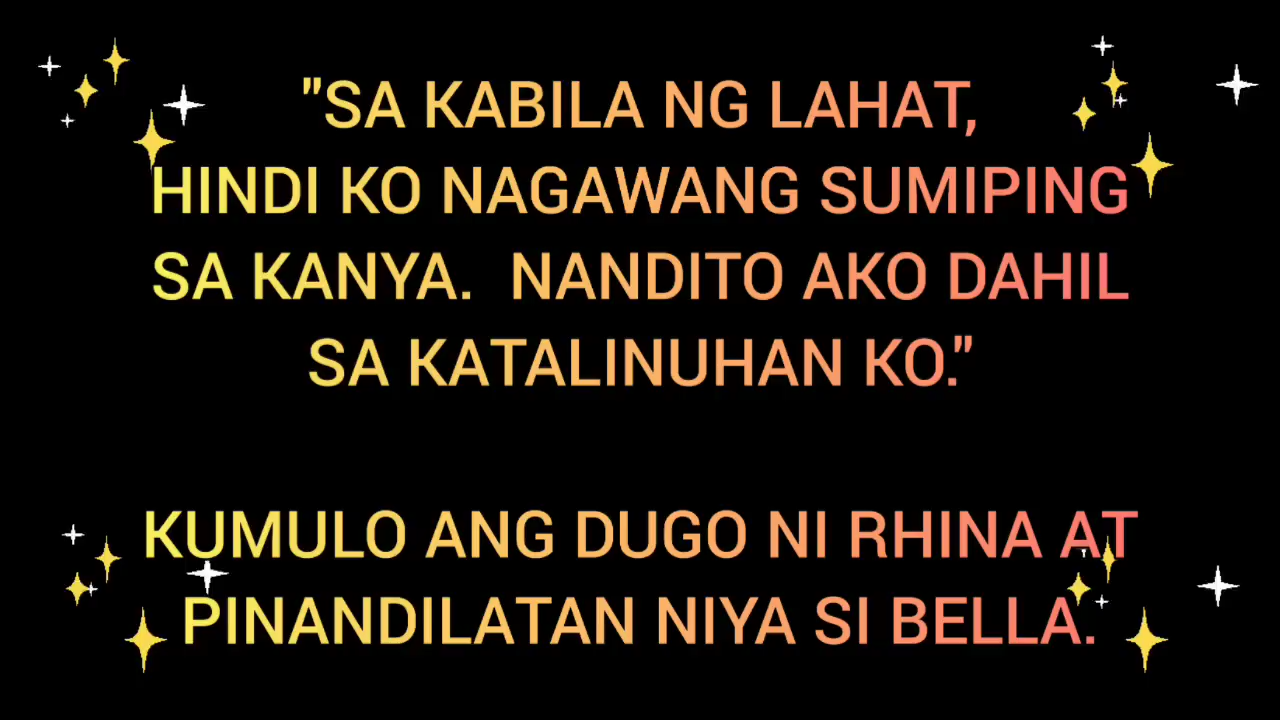 "SA KABILA NG LAHAT,
HINDI KO NAGAWANG SUMIPING
SA KANYA.  NANDITO AKO DAHIL
SA KATALINUHAN KO."
KUMULO ANG DUGO NI RHINA AT
PINANDILATAN NIYA SI BELLA.